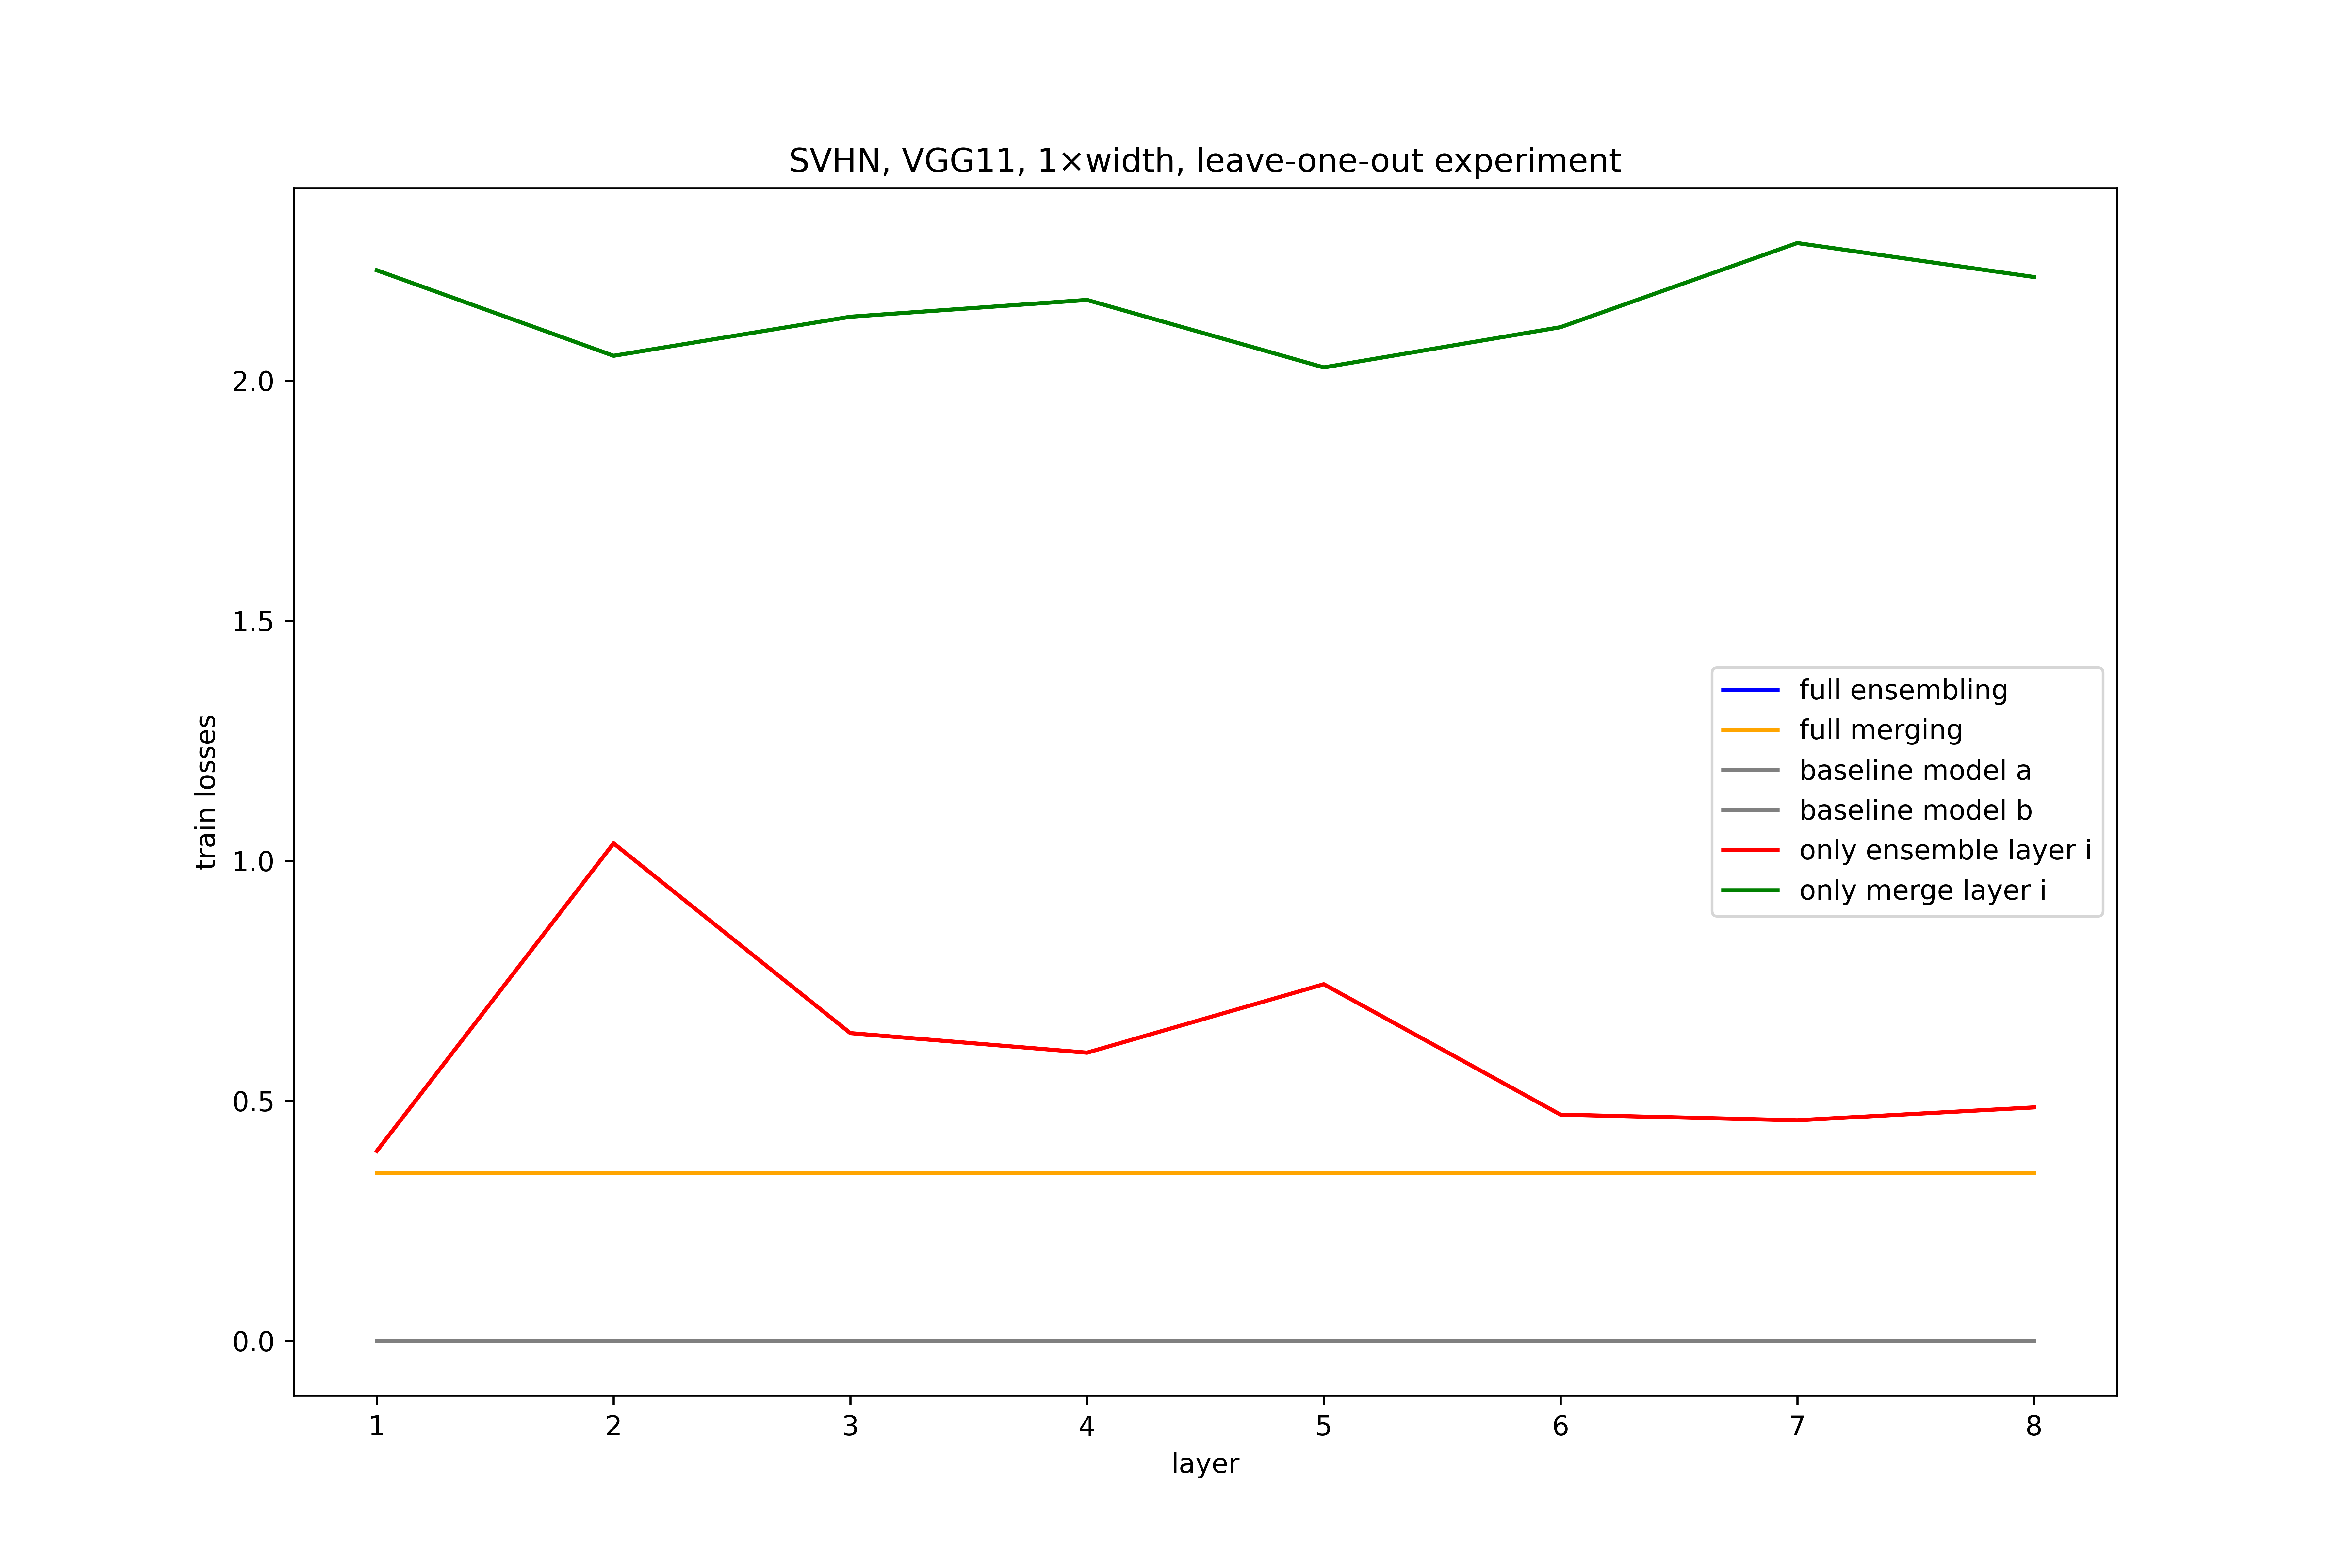 SVHN, VGG11, 1×width, leave-one-out experiment
train losses
2.0
1.5
1.0
0.5
0.0
full ensembling
full merging
baseline model a
baseline model b
only ensemble layer i
only merge layer i
1 2 3 4 5 6 7 8
layer